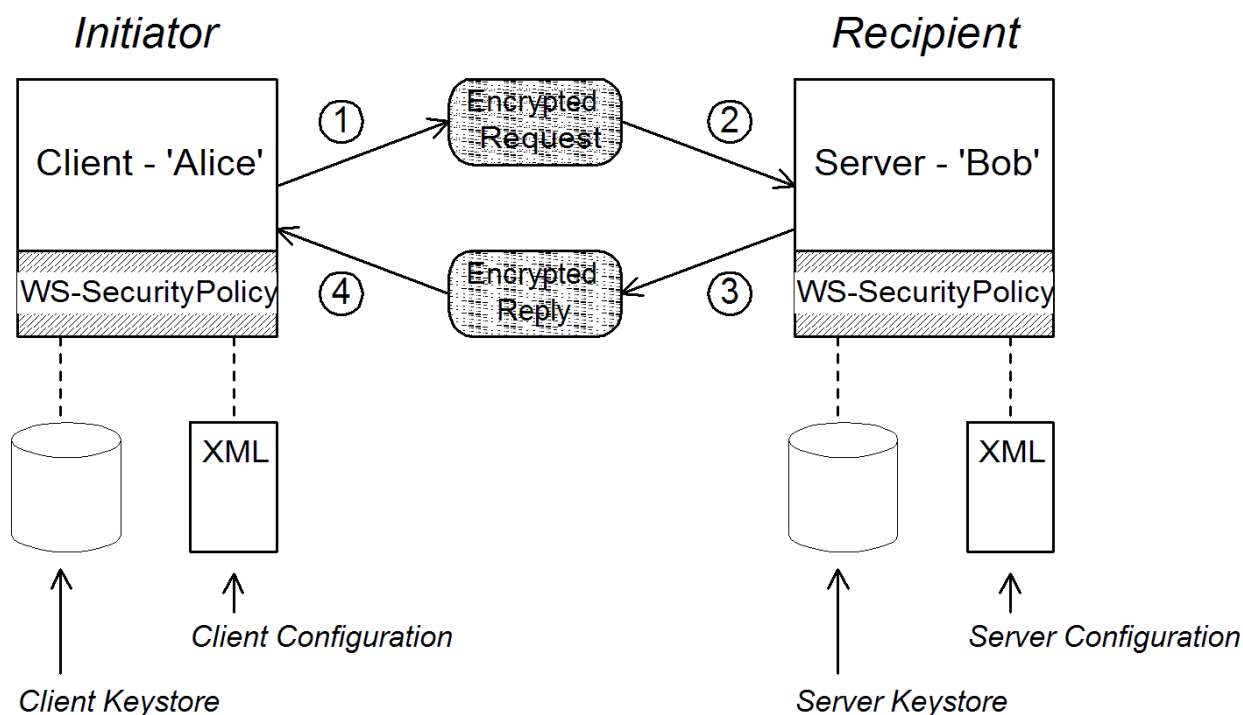 Initiator
Recipient
1
Encrypted
Request
2
Client - 'Alice'
Server - 'Bob'
WS-SecurityPolicy
4
Encrypted
Reply
3
WS-SecurityPolicy
XML
XML
Client Configuration
Server Configuration
Client Keystore
Server Keystore